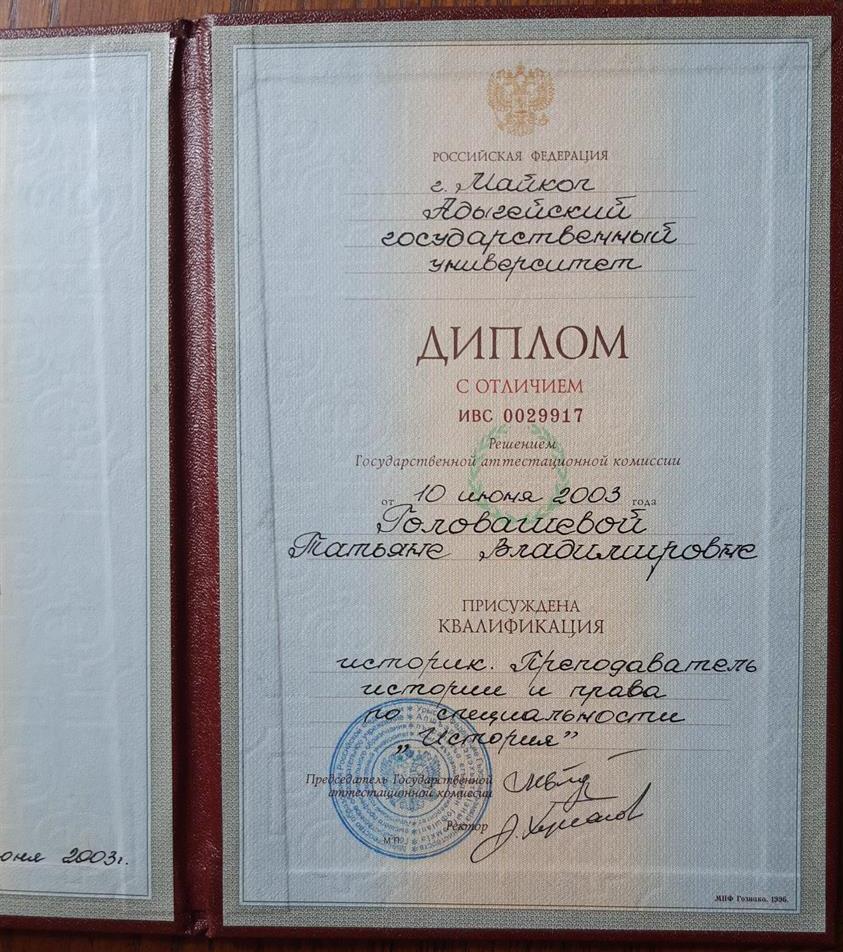 РОССИЙСКАЯ ФЕДЕРАЦИЯ
г. Майкоп
Адыгейский
государственный
университет
ДИПЛОМ
С ОТЛИЧИЕМ
ИВС 0029917
Решением
Государственной аттестационной комиссии
от 10 июня 2003 года
Головашевой
Татьяне Владимировне
ПРИСУЖДЕНА
КВАЛИФИКАЦИЯ
историк. Преподаватель
истории и права
по специальности
„История”
Председатель Государственной
аттестационной комиссии
Ректор
М.П.
МПФ Гознака. 1996.
2003г.